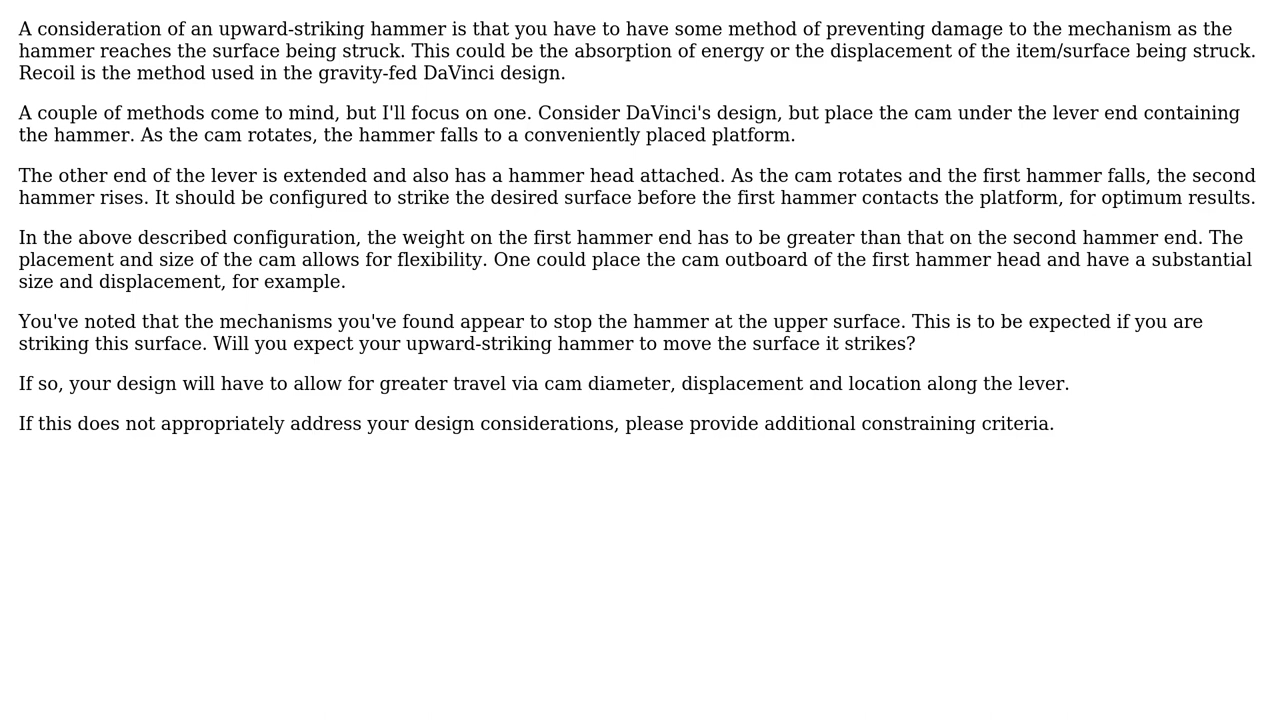 A consideration of an upward-striking hammer is that you have to have some method of preventing damage to the mechanism as the
hammer reaches the surface being struck. This could be the absorption of energy or the displacement of the item/surface being struck.
Recoil is the method used in the gravity-fed DaVinci design.
A couple of methods come to mind, but I'll focus on one. Consider DaVinci's design, but place the cam under the lever end containing
the hammer. As the cam rotates, the hammer falls to a conveniently placed platform.
The other end of the lever is extended and also has a hammer head attached. As the cam rotates and the first hammer falls, the second
hammer rises. It should be configured to strike the desired surface before the first hammer contacts the platform, for optimum results.
In the above described configuration, the weight on the first hammer end has to be greater than that on the second hammer end. The
placement and size of the cam allows for flexibility. One could place the cam outboard of the first hammer head and have a substantial
size and displacement, for example.
You've noted that the mechanisms you've found appear to stop the hammer at the upper surface. This is to be expected if you are
striking this surface. Will you expect your upward-striking hammer to move the surface it strikes?
If so, your design will have to allow for greater travel via cam diameter, displacement and location along the lever.
If this does not appropriately address your design considerations, please provide additional constraining criteria.